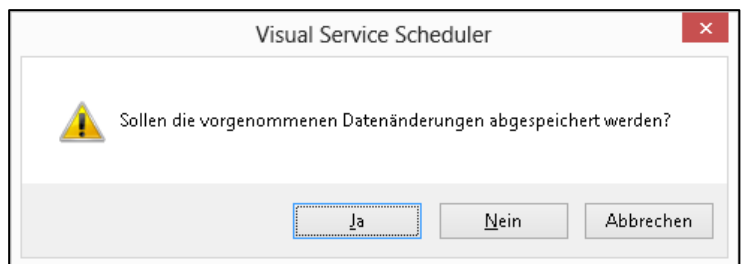 Visual Service Scheduler
Sollen die vorgenommenen Datenänderungen abgespeichert werden?
Ja Nein Abbrechen